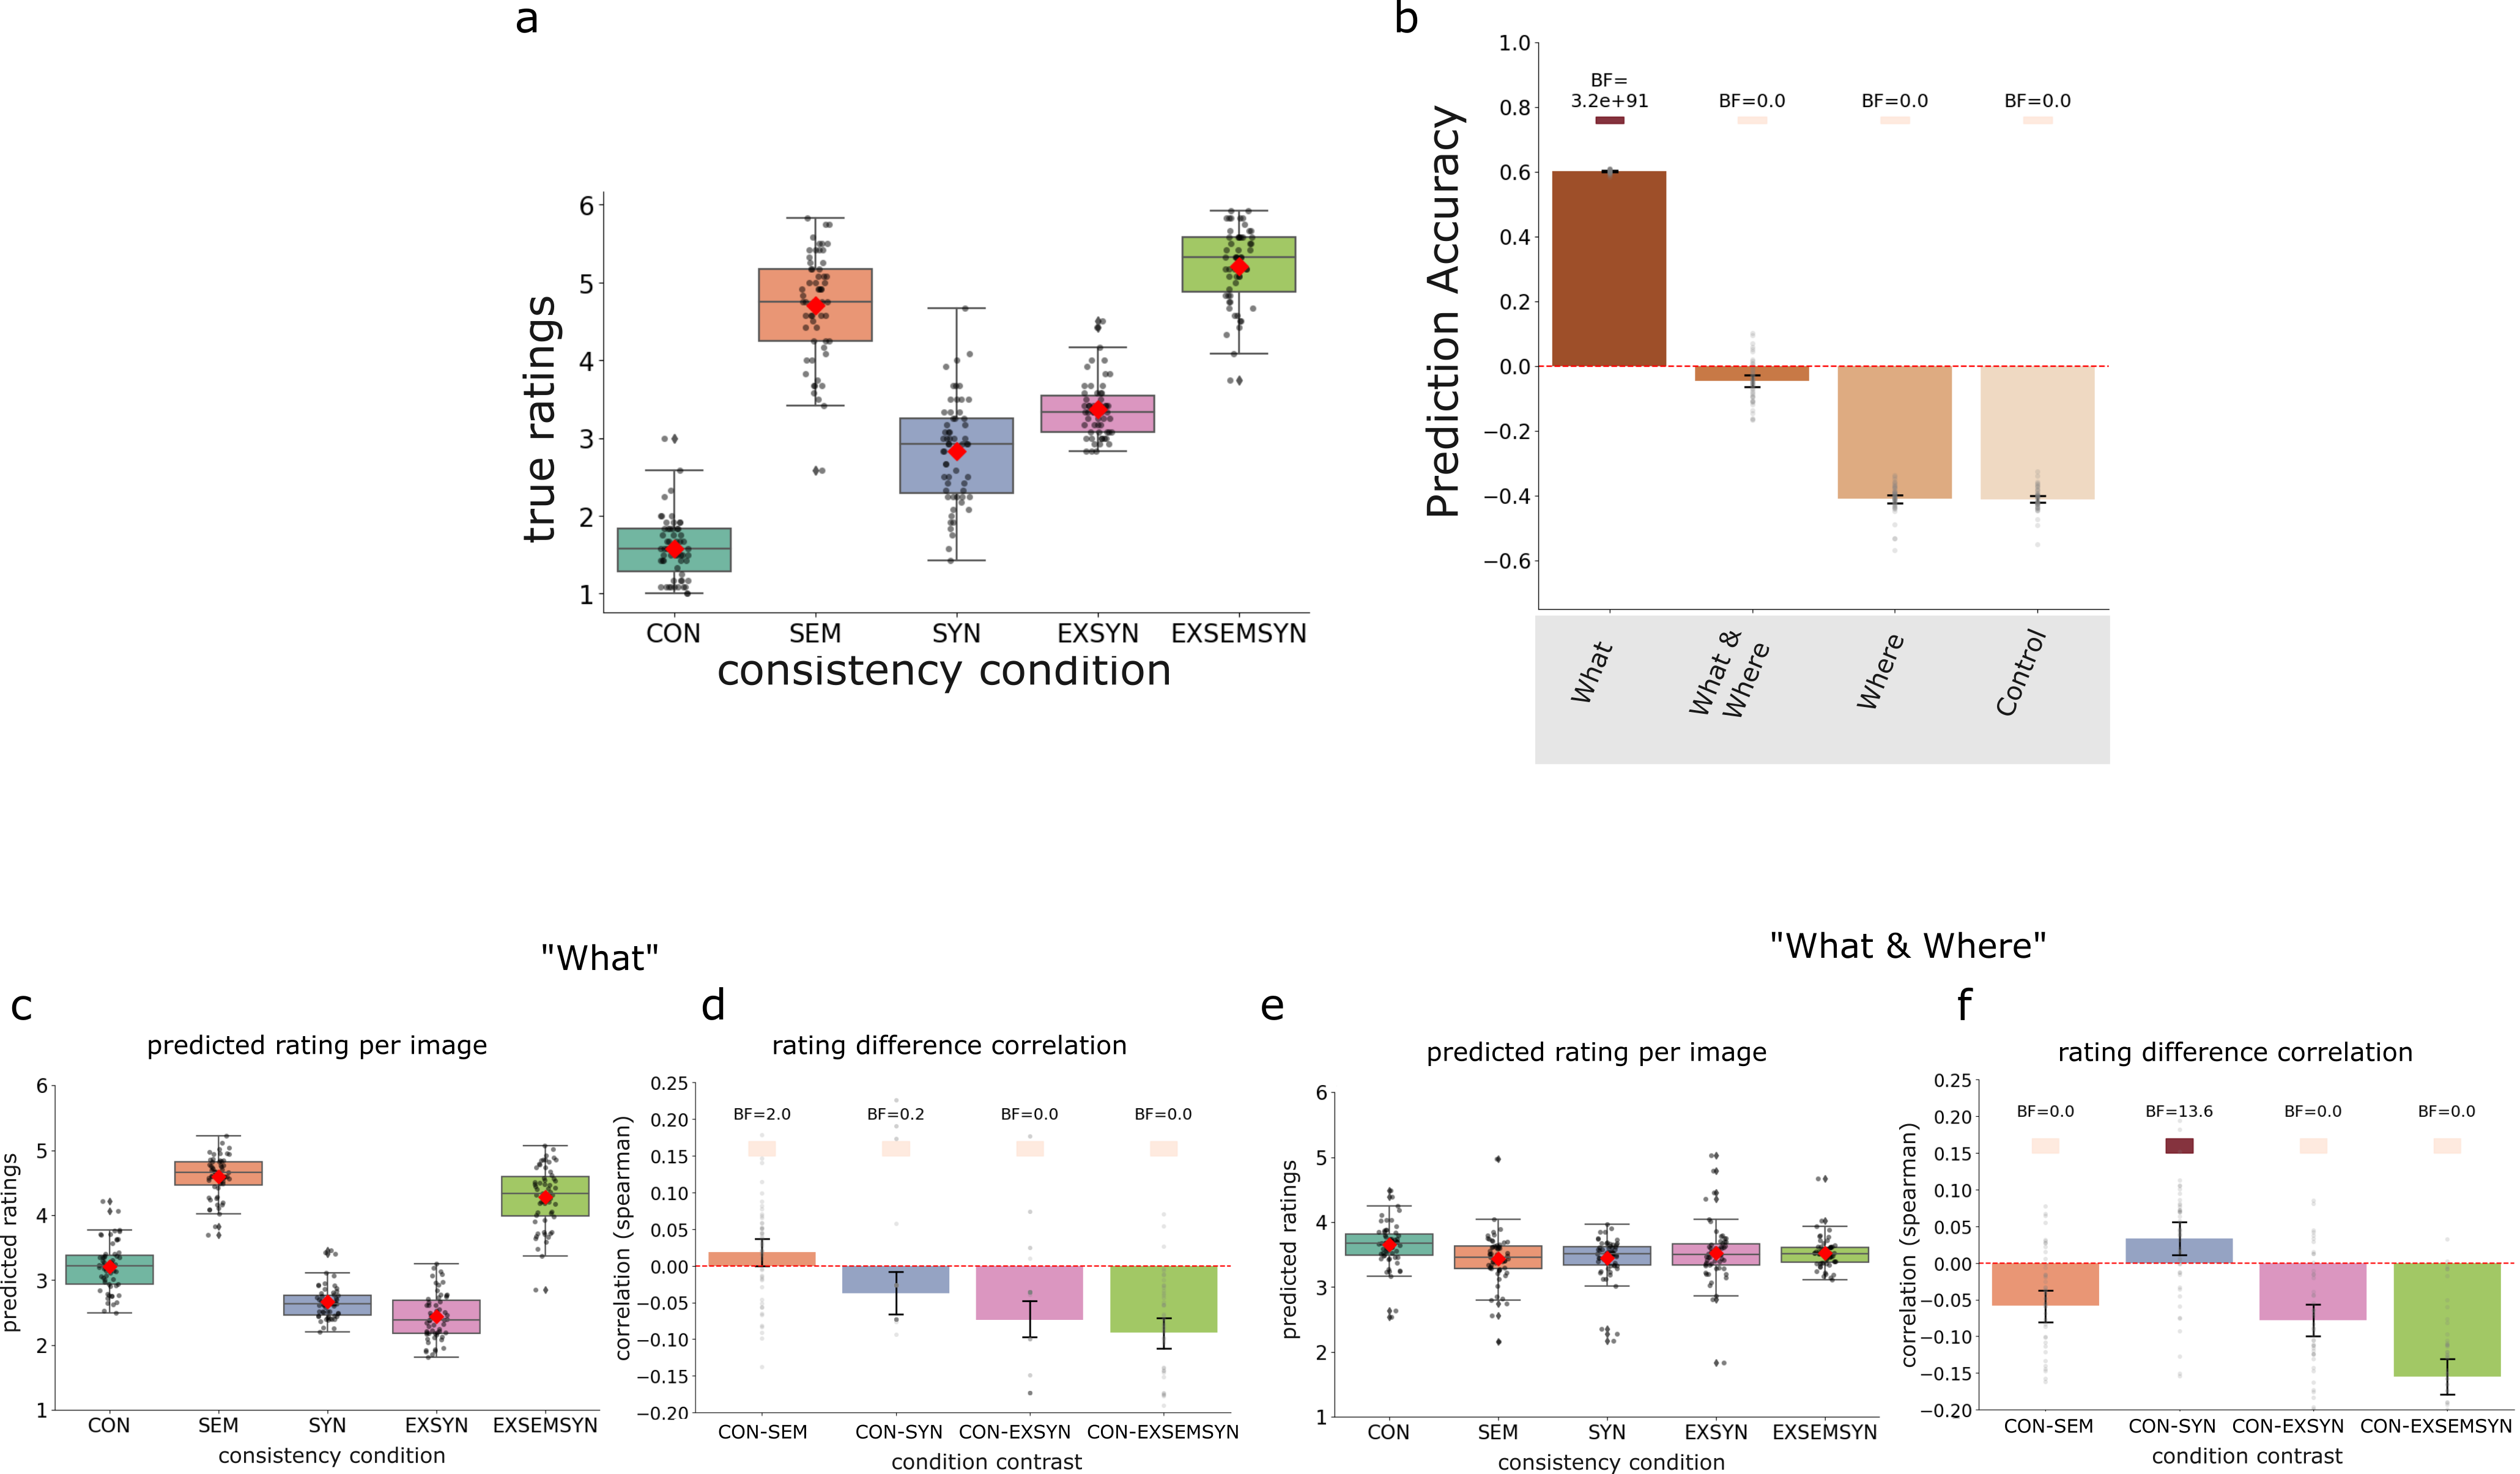 a
true ratings
6
5
4
3
2
1
CON SEM SYN EXSYN EXSEMSYN
consistency condition
b
Prediction Accuracy
1.0
0.8
0.6
0.4
0.2
0.0
−0.2
−0.4
−0.6
BF=
3.2e+91
BF=0.0 BF=0.0 BF=0.0
What
What &
Where
Where
Control
"What"
c
predicted rating per image
predicted ratings
6
5
4
3
2
1
CON SEM SYN EXSYN EXSEMSYN
consistency condition
d
rating difference correlation
correlation (spearman)
0.25
0.20
0.15
0.10
0.05
0.00
−0.05
−0.10
−0.15
−0.20
BF=2.0 BF=0.2 BF=0.0 BF=0.0
CON-SEM CON-SYN CON-EXSYN CON-EXSEMSYN
condition contrast
"What & Where"
e
predicted rating per image
predicted ratings
6
5
4
3
2
1
CON SEM SYN EXSYN EXSEMSYN
consistency condition
f
rating difference correlation
correlation (spearman)
0.25
0.20
0.15
0.10
0.05
0.00
−0.05
−0.10
−0.15
−0.20
BF=0.0 BF=13.6 BF=0.0 BF=0.0
CON-SEM CON-SYN CON-EXSYN CON-EXSEMSYN
condition contrast